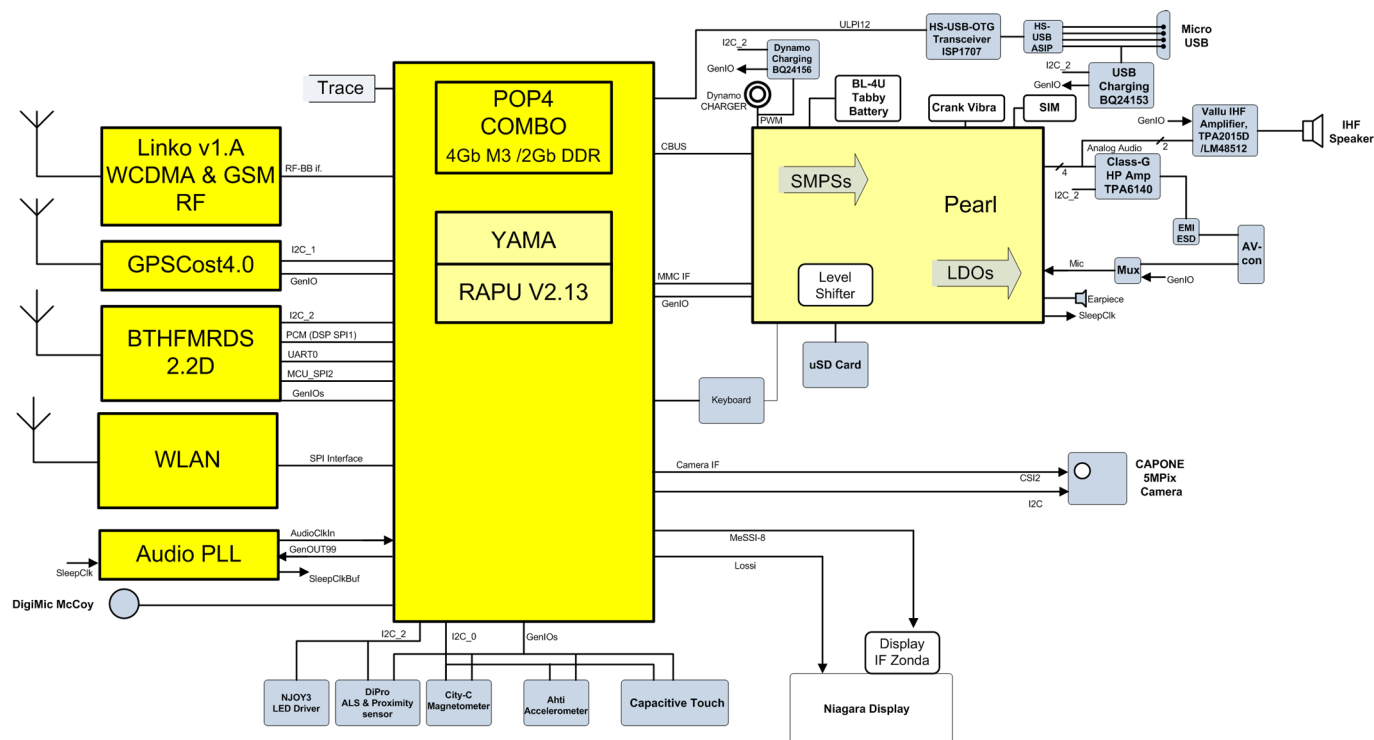 ULPI12
HS-USB-OTG
Transceiver
ISP1707
HS-
USB
ASIP
Micro
USB
I2C_2
GenIO
Dynamo
Charging
BQ24156
I2C_2
GenIO
USB
Charging
BQ24153
Trace
POP4
COMBO
4Gb M3 /2Gb DDR
Dynamo
CHARGER
PWM
BL-4U
Tabby
Battery
Crank Vibra
SIM
GenIO
Vallu IHF
Amplifier,
TPA2015D
/LM48512
IHF
Speaker
Linko v1.A
WCDMA & GSM
RF
RF-BB if.
CBUS
SMPSs
Pearl
Analog Audio
4
2
Class-G
HP Amp
TPA6140
I2C_2
EMI
ESD
AV-
con
YAMA
RAPU V2.13
GPSCost4.0
I2C_1
GenIO
MMC IF
GenIO
Level
Shifter
LDOs
Mic
Mux
GenIO
Earpiece
SleepClk
BTHFMRDS
2.2D
I2C_2
PCM (DSP SPI1)
UART0
MCU_SPI2
GenIOs
uSD Card
Keyboard
WLAN
SPI Interface
Camera IF
CSI2
I2C
CAPONE
5MPix
Camera
Audio PLL
AudioClkIn
GenOUT99
SleepClk
SleepClkBuf
MeSSI-8
Lossi
DigiMic McCoy
I2C_2
I2C_0
GenIOs
Display
IF Zonda
NJOY3
LED Driver
DiPro
ALS & Proximity
sensor
City-C
Magnetometer
Ahti
Accelerometer
Capacitive Touch
Niagara Display